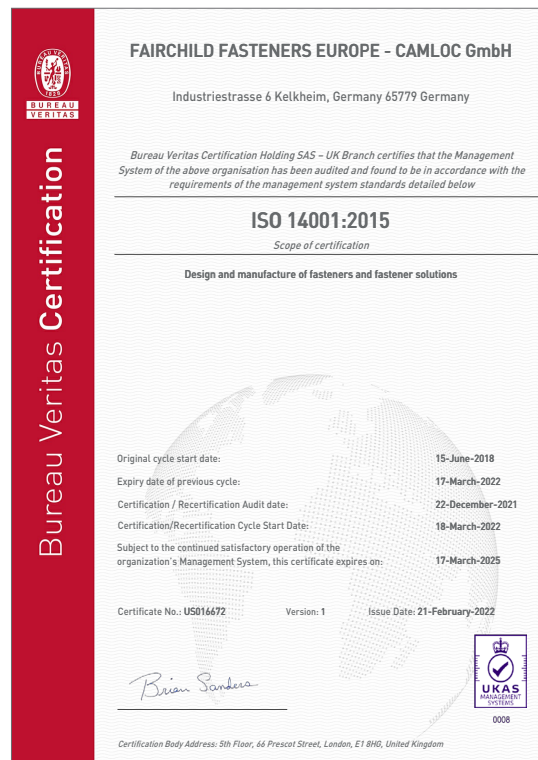 FAIRCHILD FASTENERS EUROPE - CAMLOC GmbH
Industriestrasse 6 Kelkheim, Germany 65779 Germany
Bureau Veritas Certification Holding SAS – UK Branch certifies that the Management
System of the above organisation has been audited and found to be in accordance with the
requirements of the management system standards detailed below
ISO 14001:2015
Scope of certification
Design and manufacture of fasteners and fastener solutions
BUREAU VERITAS
1828
BUREAU
VERITAS
Bureau Veritas Certification
Original cycle start date: 15-June-2018
Expiry date of previous cycle: 17-March-2022
Certification / Recertification Audit date: 22-December-2021
Certification/Recertification Cycle Start Date: 18-March-2022
Subject to the continued satisfactory operation of the
organization's Management System, this certificate expires on: 17-March-2025
Certificate No.: US016672 Version: 1 Issue Date: 21-February-2022
Brian Sanders
UKAS
MANAGEMENT
SYSTEMS
0008
Certification Body Address: 5th Floor, 66 Prescot Street, London, E1 8HG, United Kingdom